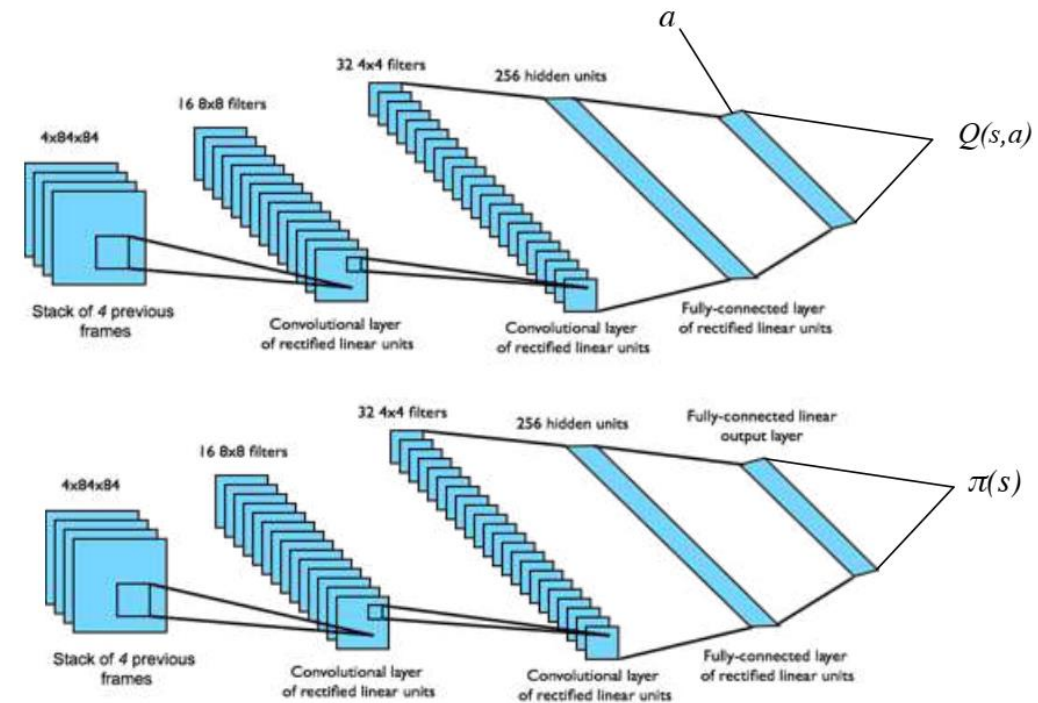 a
32 4x4 filters
256 hidden units
16 8x8 filters
4x84x84
Q(s,a)
Stack of 4 previous
frames
Convolutional layer
of rectified linear units
Convolutional layer
of rectified linear units
Fully-connected layer
of rectified linear units
32 4x4 filters
256 hidden units
Fully-connected linear
output layer
16 8x8 filters
4x84x84
π(s)
Stack of 4 previous
frames
Convolutional layer
of rectified linear units
Convolutional layer
of rectified linear units
Fully-connected layer
of rectified linear units